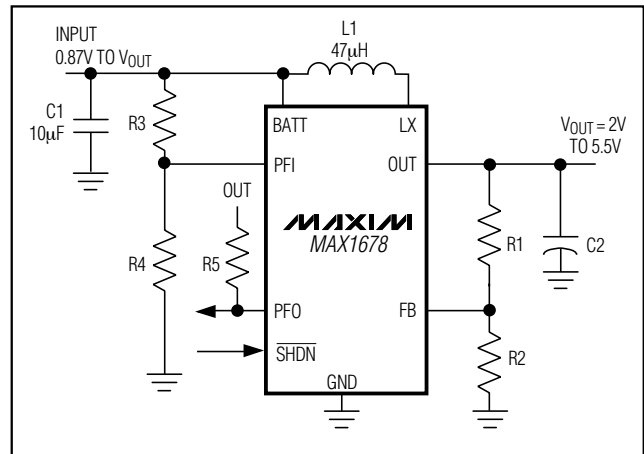 INPUT
0.87V TO VOUT
L1
47µH
C1
10µF
R3
BATT
LX
VOUT = 2V
TO 5.5V
PFI
OUT
OUT
MAXIM
MAX1678
R4
R5
R1
C2
PFO
FB
SHDN
R2
GND